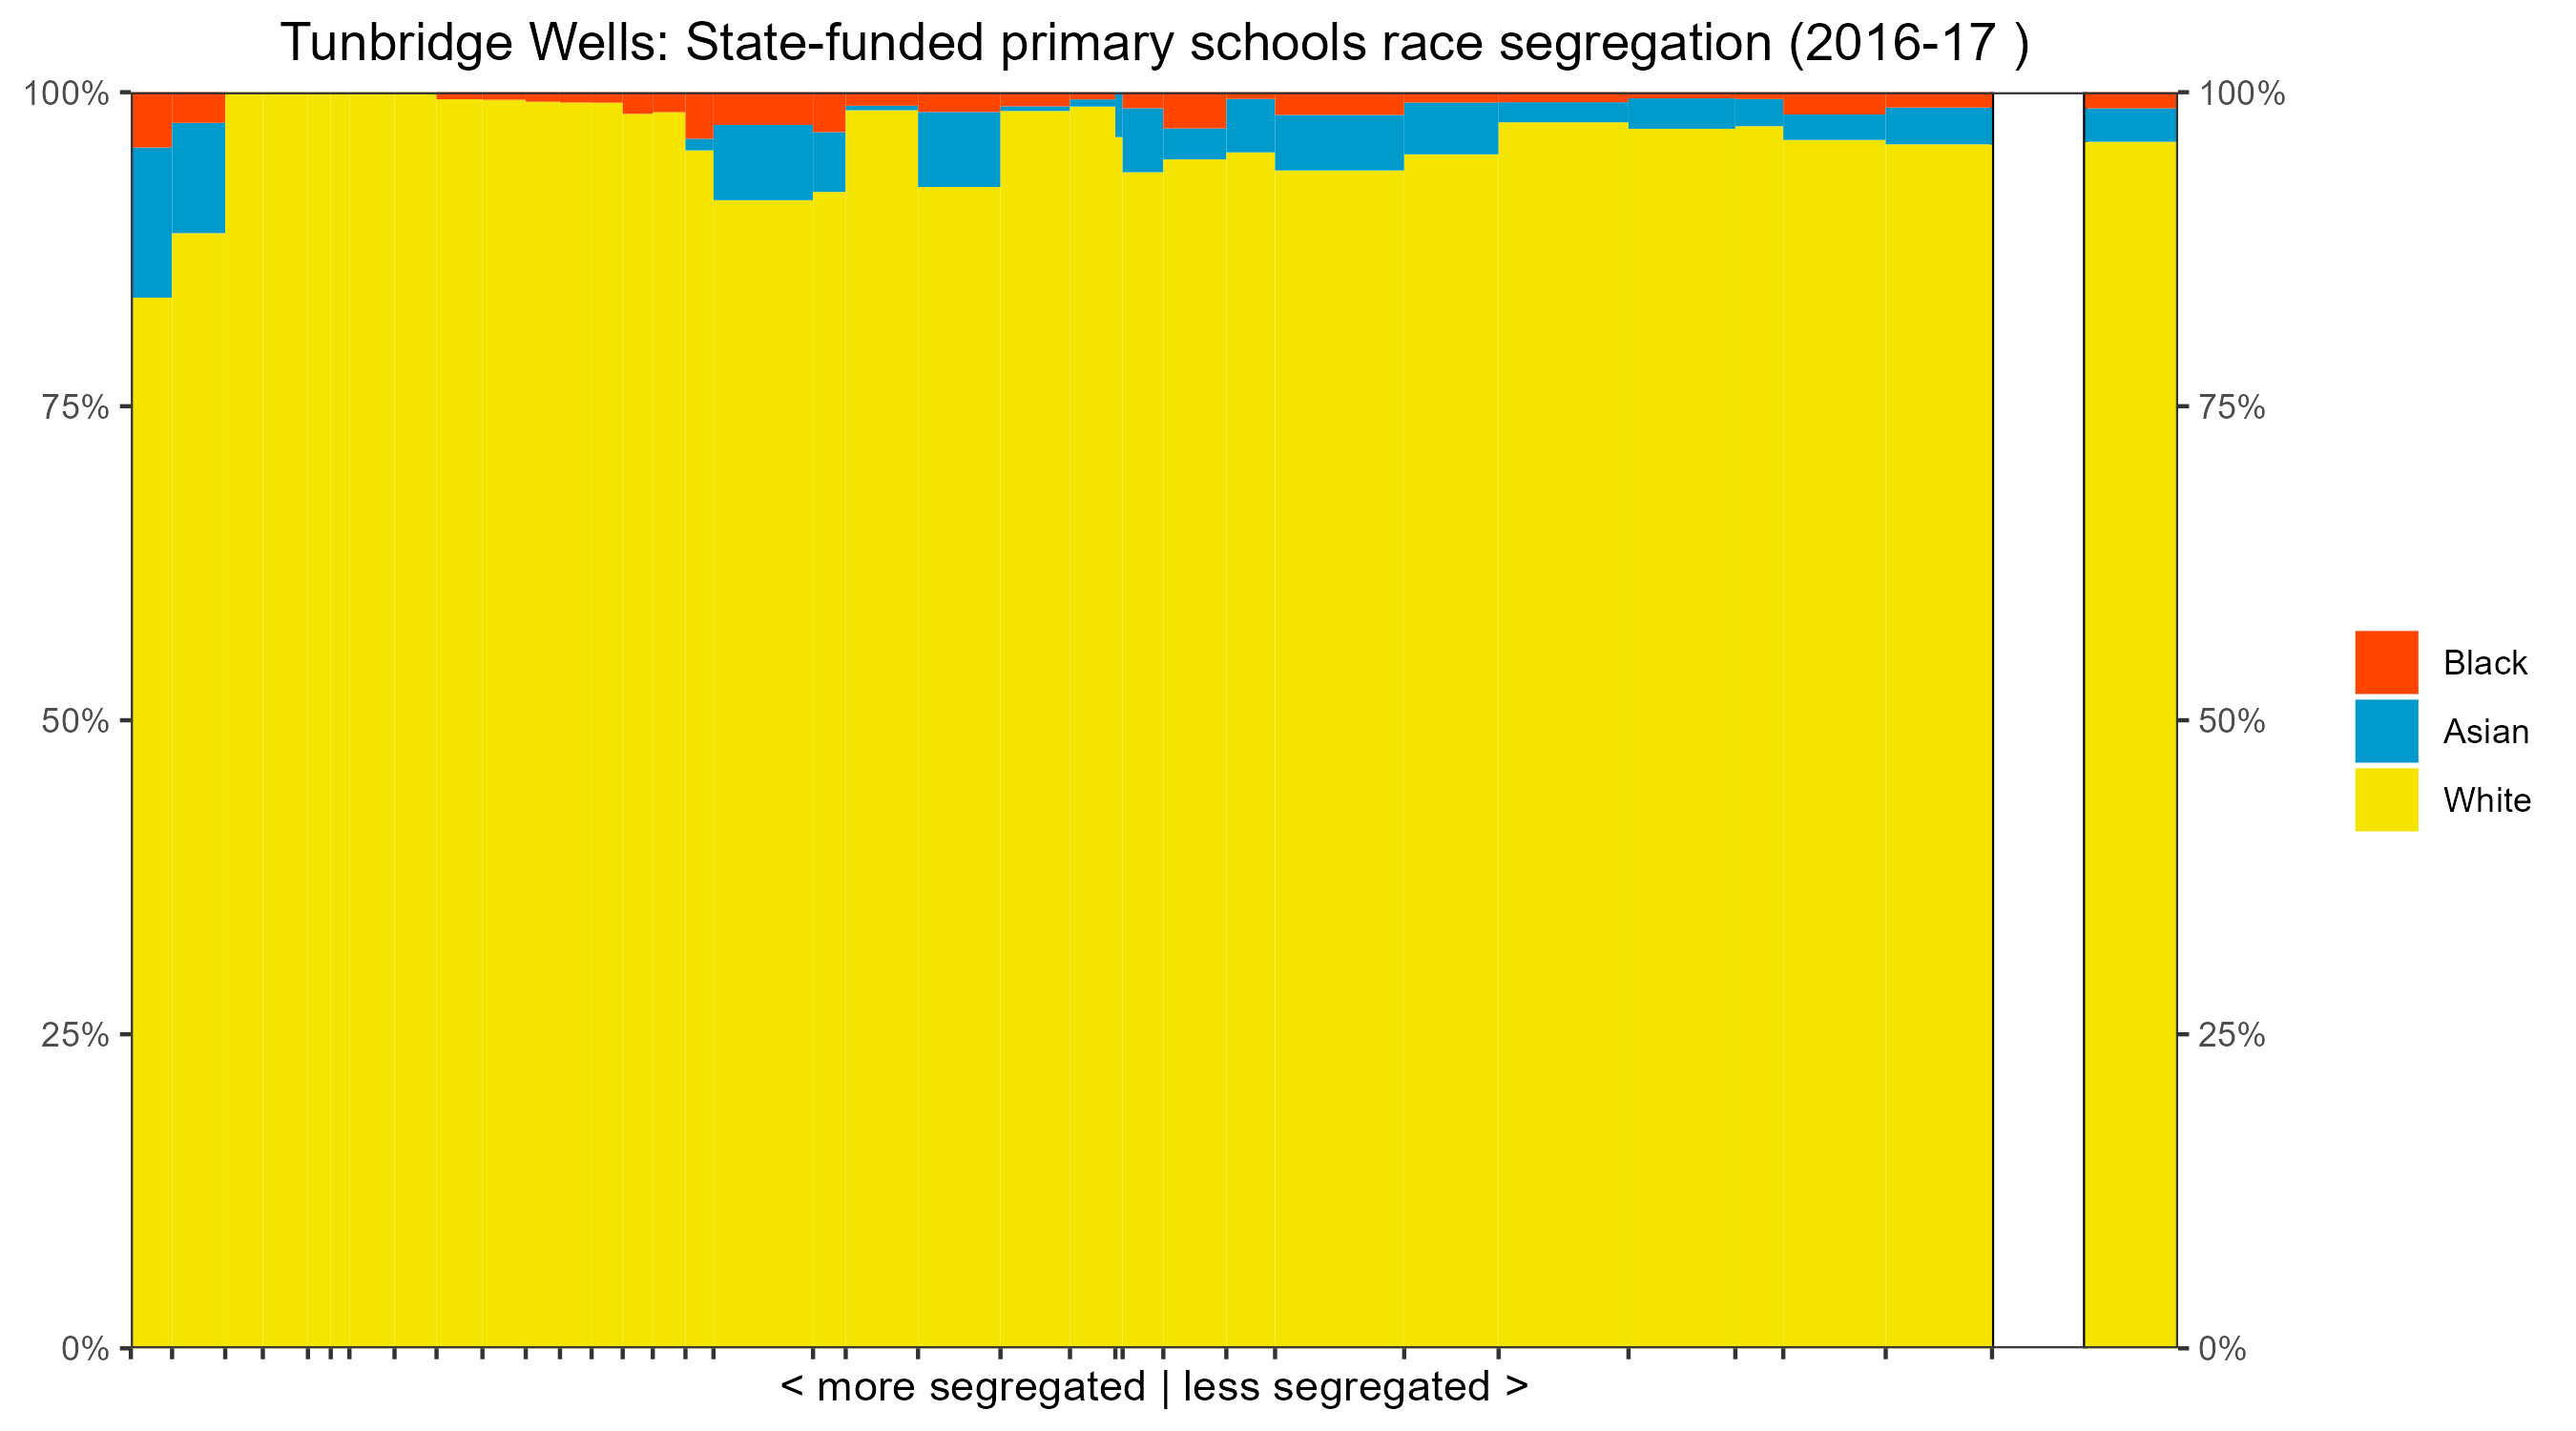 Tunbridge Wells: State-funded primary schools race segregation (2016-17 )
100%
75%
50%
25%
0%
100%
75%
50%
25%
0%
Black
Asian
White
< more segregated | less segregated >